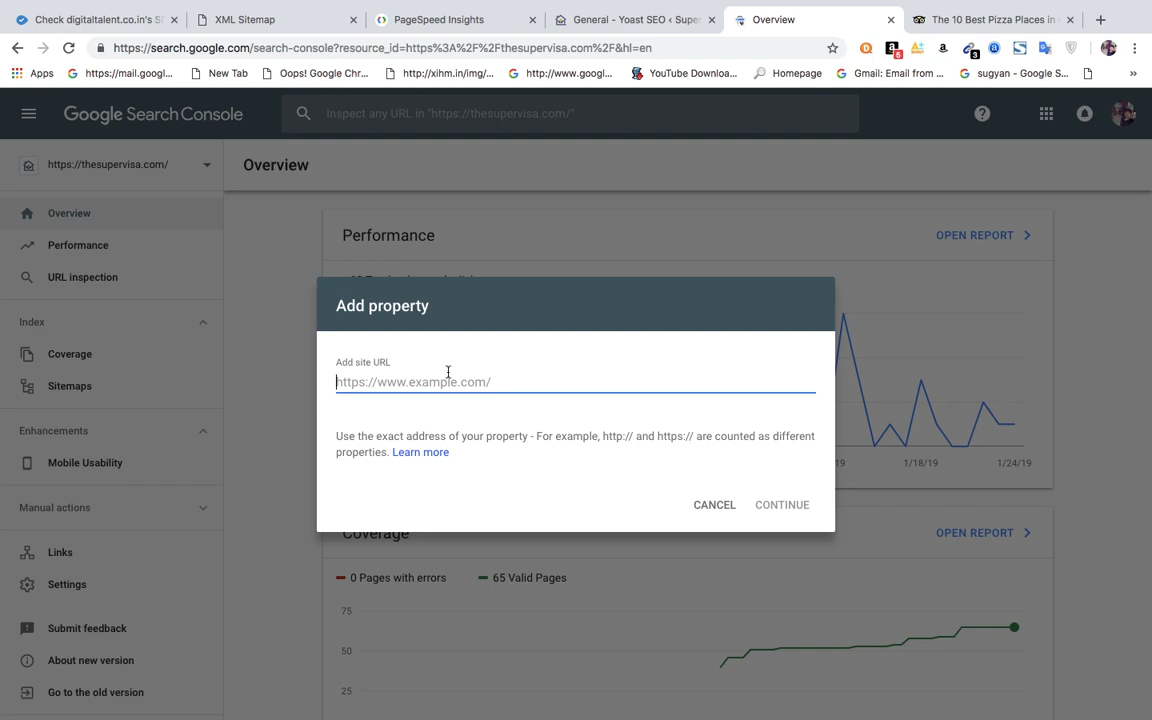 Check digitaltalent.co.in's S
XML Sitemap
PageSpeed Insights
General - Yoast SEO ‹ Supe
Overview
The 10 Best Pizza Places in
https://search.google.com/search-console?resource_id=https%3A%2F%2Fthesupervisa.com%2F&hl=en
5
3
Apps
https://mail.googl...
New Tab
Oops! Google Chr...
http://xihm.in/img/...
http://www.googl...
YouTube Downloa...
Homepage
Gmail: Email from ...
sugyan - Google S...
Google Search Console
Inspect any URL in "https://thesupervisa.com/"
https://thesupervisa.com/
Overview
Overview
Performance
URL inspection
Index
Coverage
Sitemaps
Enhancements
Mobile Usability
Manual actions
Links
Settings
Submit feedback
About new version
Go to the old version
Performance
OPEN REPORT
Add property
Add site URL
https://www.example.com/
Use the exact address of your property - For example, http:// and https:// are counted as different
properties. Learn more
CANCEL
CONTINUE
19
1/18/19
1/24/19
Coverage
OPEN REPORT
0 Pages with errors
65 Valid Pages
75
50
25